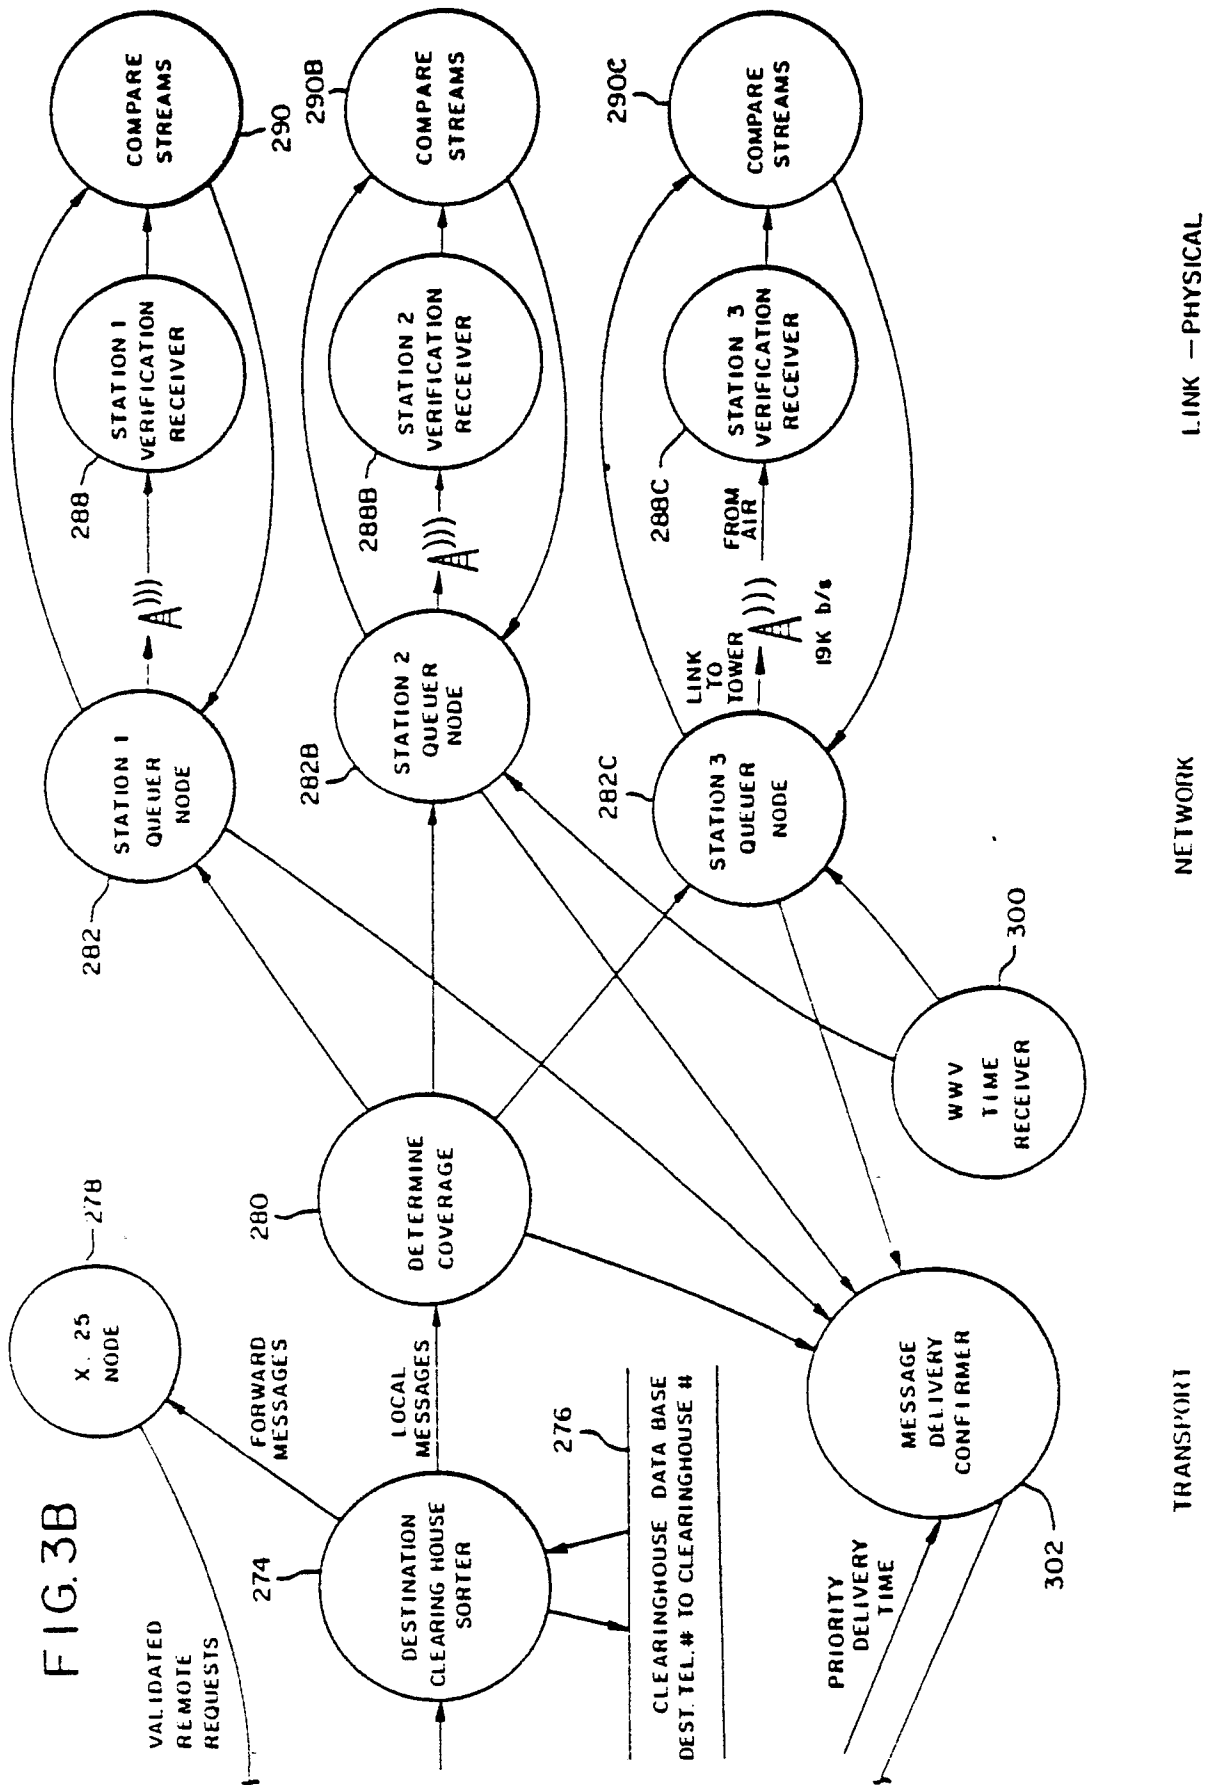 FIG. 3B
VALIDATED
REMOTE
REQUESTS
X. 25
NODE
278
FORWARD
MESSAGES
274
DESTINATION
CLEARING HOUSE
SORTER
LOCAL
MESSAGES
280
DETERMINE
COVERAGE
276
CLEARINGHOUSE DATA BASE
DEST. TEL. # TO CLEARINGHOUSE #
PRIORITY
DELIVERY
TIME
MESSAGE
DELIVERY
CONFIRMER
302
WWV
TIME
RECEIVER
300
282
STATION 1
QUEUER
NODE
288
STATION 1
VERIFICATION
RECEIVER
COMPARE
STREAMS
290
282B
STATION 2
QUEUER
NODE
288B
STATION 2
VERIFICATION
RECEIVER
290B
COMPARE
STREAMS
282C
STATION 3
QUEUER
NODE
LINK
TO
TOWER
19K b/s
FROM
AIR
288C
STATION 3
VERIFICATION
RECEIVER
290C
COMPARE
STREAMS
TRANSPORT
NETWORK
LINK - PHYSICAL